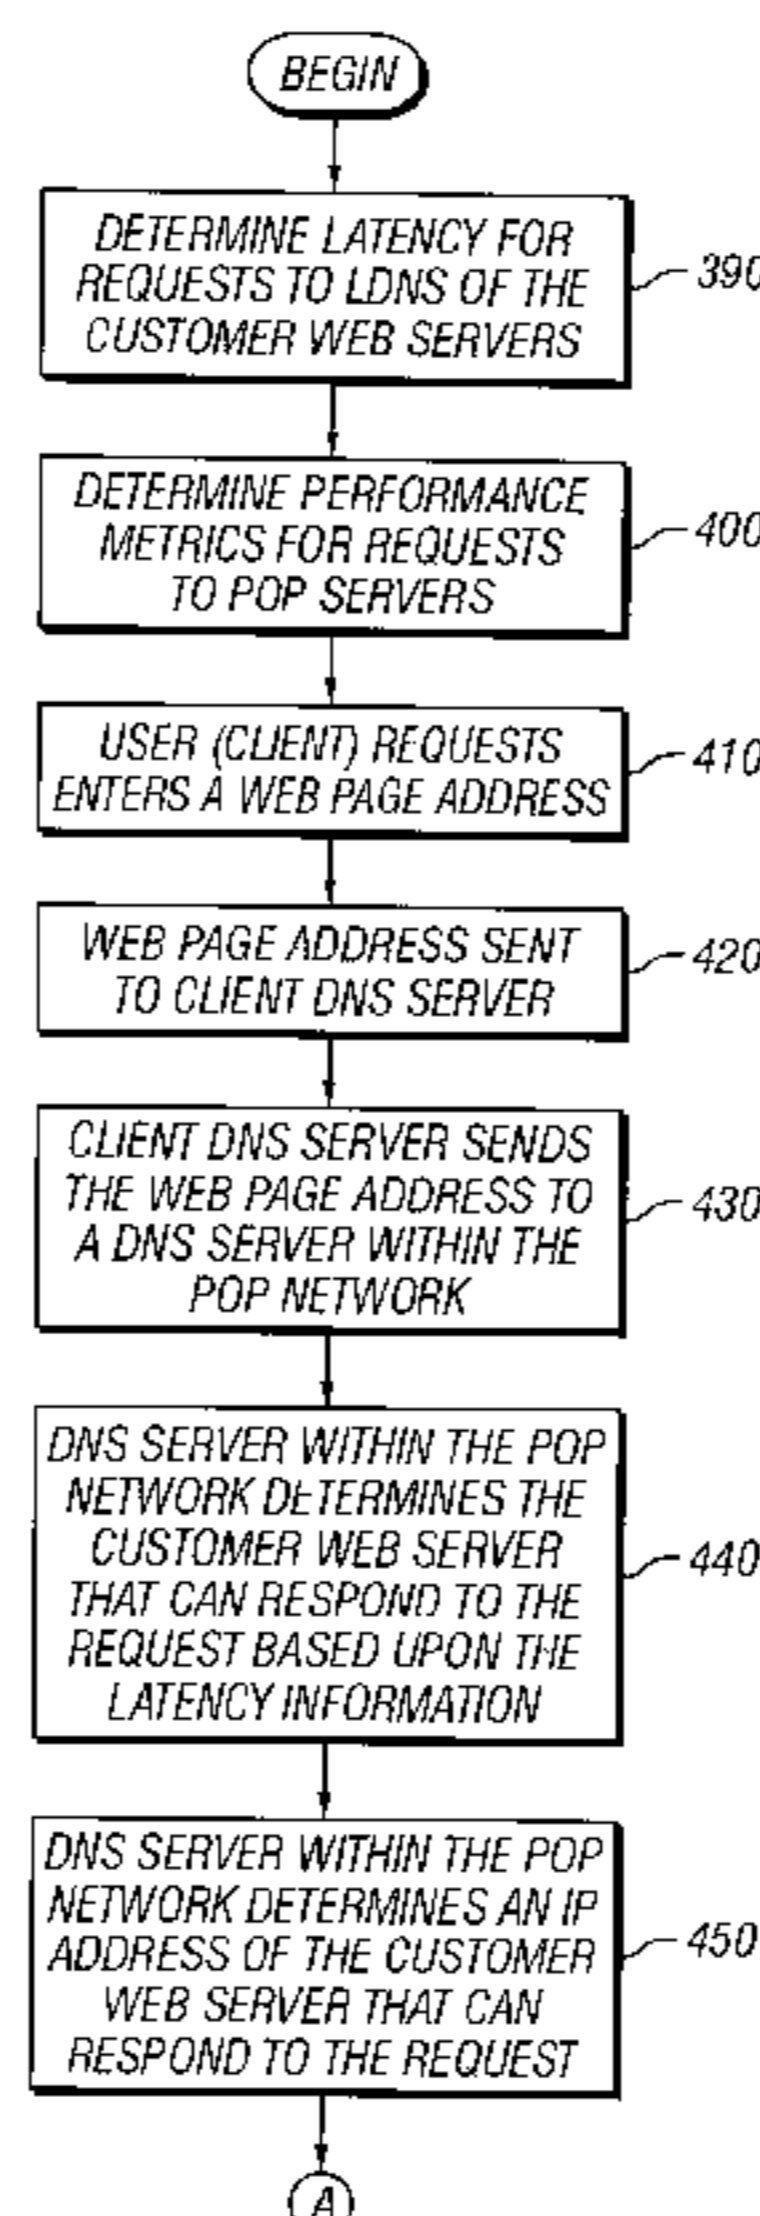 BEGIN
DETERMINE LATENCY FOR
REQUESTS TO LDNS OF THE
CUSTOMER WEB SERVERS
390
DETERMINE PERFORMANCE
METRICS FOR REQUESTS
TO POP SERVERS
400
USER (CLIENT) REQUESTS
ENTERS A WEB PAGE ADDRESS
410
WEB PAGE ADDRESS SENT
TO CLIENT DNS SERVER
420
CLIENT DNS SERVER SENDS
THE WEB PAGE ADDRESS TO
A DNS SERVER WITHIN THE
POP NETWORK
430
DNS SERVER WITHIN THE POP
NETWORK DETERMINES THE
CUSTOMER WEB SERVER
THAT CAN RESPOND TO THE
REQUEST BASED UPON THE
LATENCY INFORMATION
440
DNS SERVER WITHIN THE POP
NETWORK DETERMINES AN IP
ADDRESS OF THE CUSTOMER
WEB SERVER THAT CAN
RESPOND TO THE REQUEST
450
A